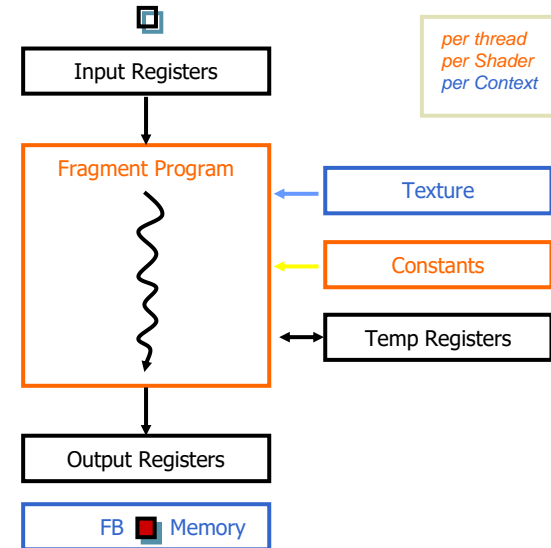 Input Registers
per thread
per Shader
per Context
Fragment Program
Texture
Constants
Temp Registers
Output Registers
FB Memory